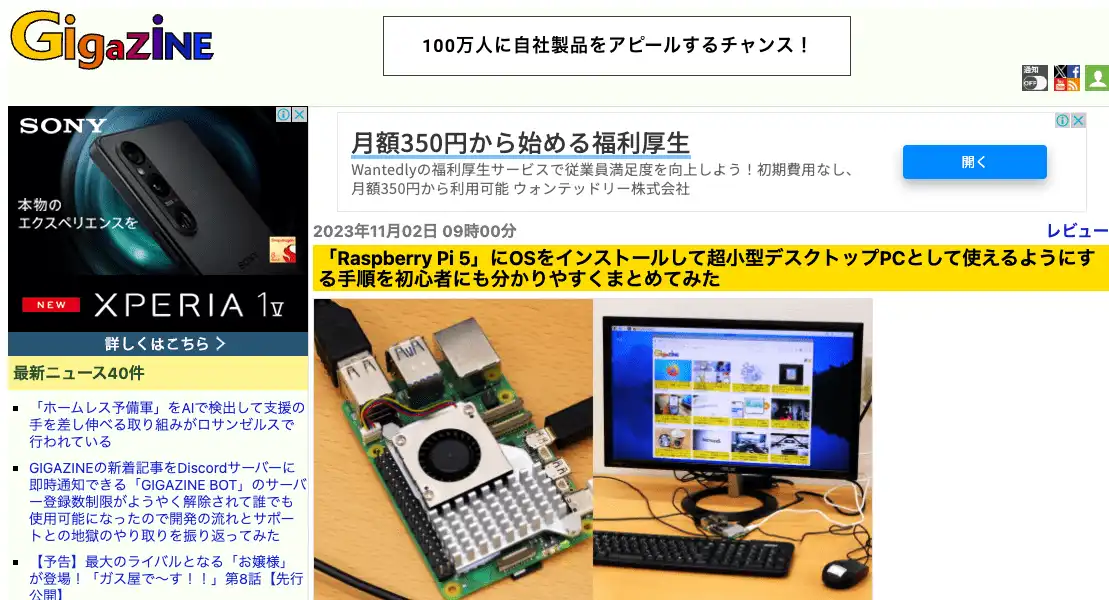 GigaZiNE
100万人に自社製品をアピールするチャンス！
通知
OFF
SONY
本物の
エクスペリエンスを
NEW
XPERIA 1 V
詳しくはこちら
月額350円から始める福利厚生
Wantedlyの福利厚生サービスで従業員満足度を向上しよう！初期費用なし、
月額350円から利用可能 ウォンテッドリー株式会社
開く
2023年11月02日 09時00分
レビュー
「Raspberry Pi 5」にOSをインストールして超小型デスクトップPCとして使えるようにす
る手順を初心者にも分かりやすくまとめてみた
最新ニュース40件
「ホームレス予備軍」をAIで検出して支援の
手を差し伸べる取り組みがロサンゼルスで
行われている
GIGAZINEの新着記事をDiscordサーバーに
即時通知できる「GIGAZINE BOT」のサーバ
ー登録数制限がようやく解除されて誰でも
使用可能になったので開発の流れとサポー
トとの地獄のやり取りを振り返ってみた
【予告】最大のライバルとなる「お嬢様」
が登場！「ガス屋で〜す！！」第8話【先行
公開】